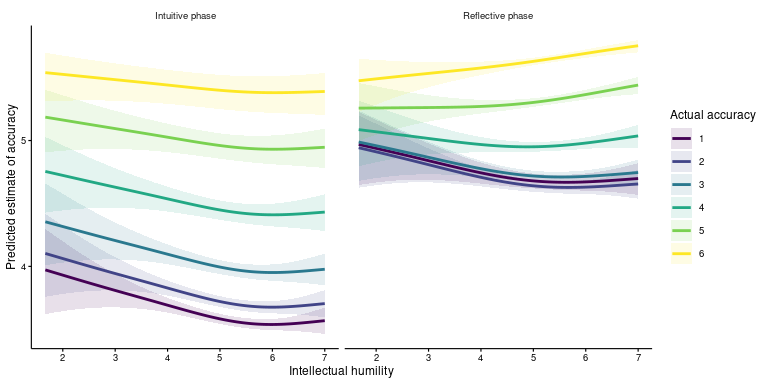 Intuitive phase
Reflective phase
Predicted estimate of accuracy
5
4
2 3 4 5 6 7
2 3 4 5 6 7
Intellectual humility
Actual accuracy
1
2
3
4
5
6